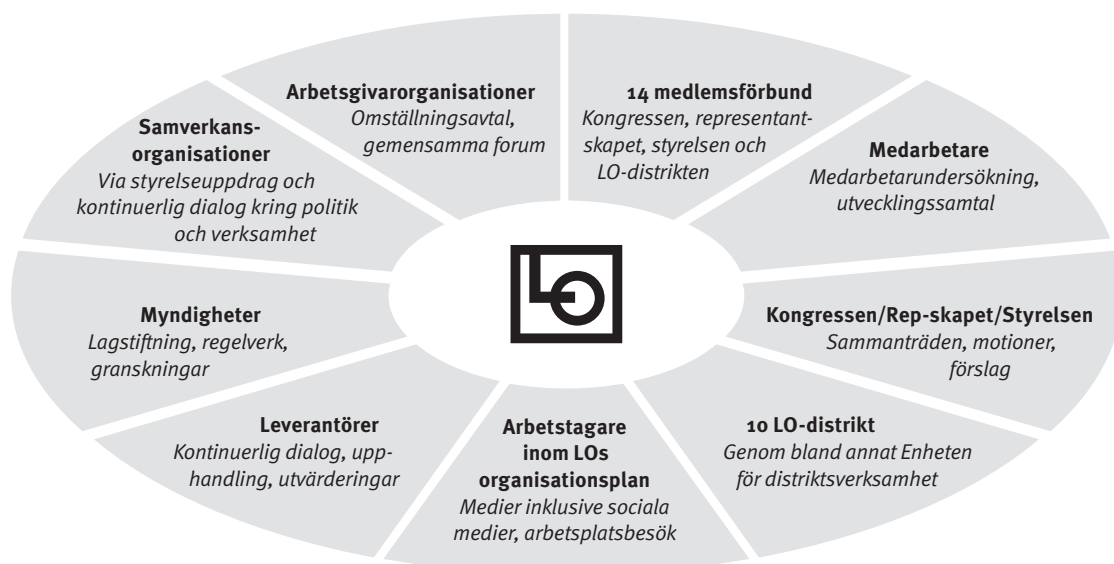 Arbetsgivarorganisationer
Omställningsavtal,
gemensamma forum
14 medlemsförbund
Kongressen, representant-
skapet, styrelsen och
LO-distrikten
Samverkans-
organisationer
Via styrelseuppdrag och
kontinuerlig dialog kring politik
och verksamhet
Medarbetare
Medarbetarundersökning,
utvecklingssamtal
LO
Myndigheter
Lagstiftning, regelverk,
granskningar
Kongressen/Rep-skapet/Styrelsen
Sammanträden, motioner,
förslag
Leverantörer
Kontinuerlig dialog, upp-
handling, utvärderingar
Arbetstagare
inom LOs
organisationsplan
Medier inklusive sociala
medier, arbetsplatsbesök
10 LO-distrikt
Genom bland annat Enheten
för distriktsverksamhet